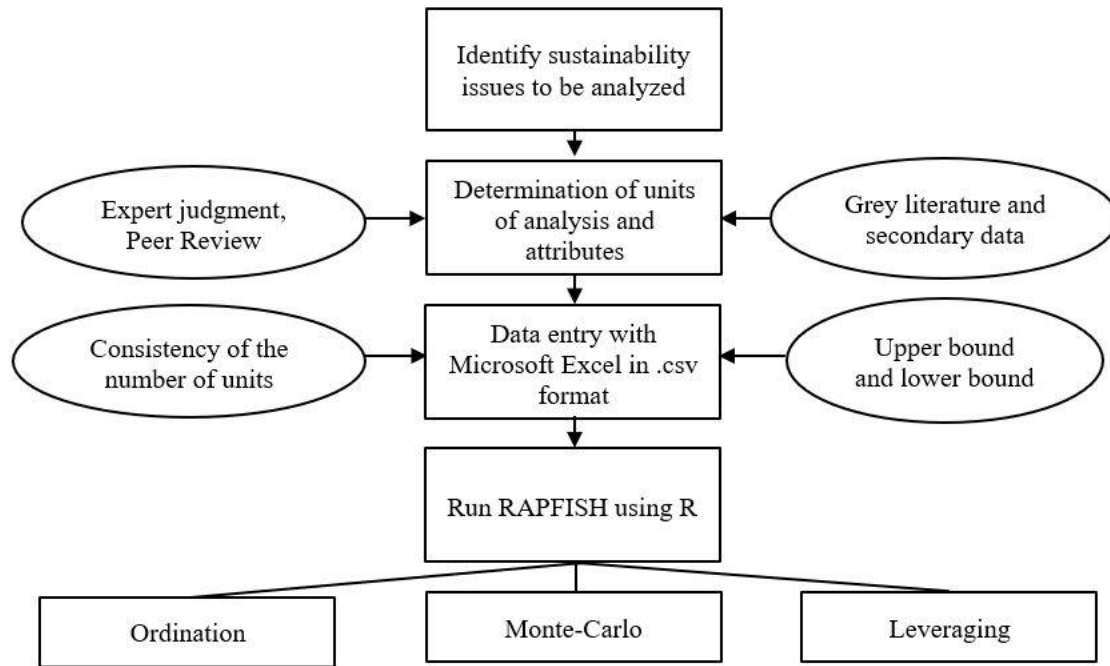 Identify sustainability
issues to be analyzed
Expert judgment,
Peer Review
Determination of units
of analysis and
attributes
Grey literature and
secondary data
Consistency of the
number of units
Data entry with
Microsoft Excel in .csv
format
Upper bound
and lower bound
Run RAPFISH using R
Ordination
Monte-Carlo
Leveraging